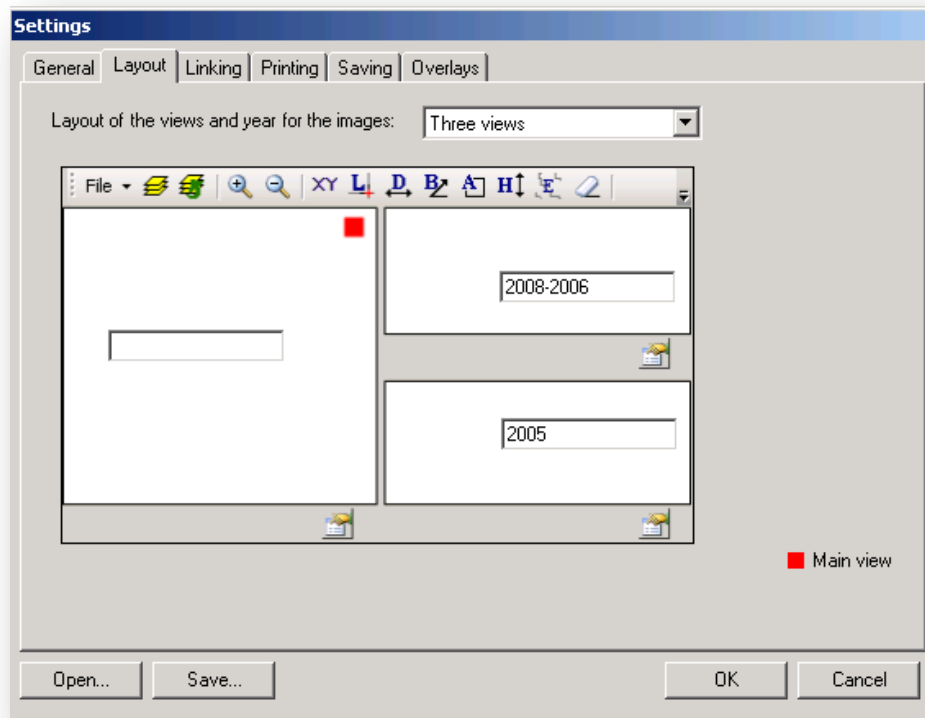 Settings
General Layout Linking Printing Saving Overlays
Layout of the views and year for the images: Three views
File XY L D B A H E
2008-2006
2005
Main view
Open... Save... OK Cancel